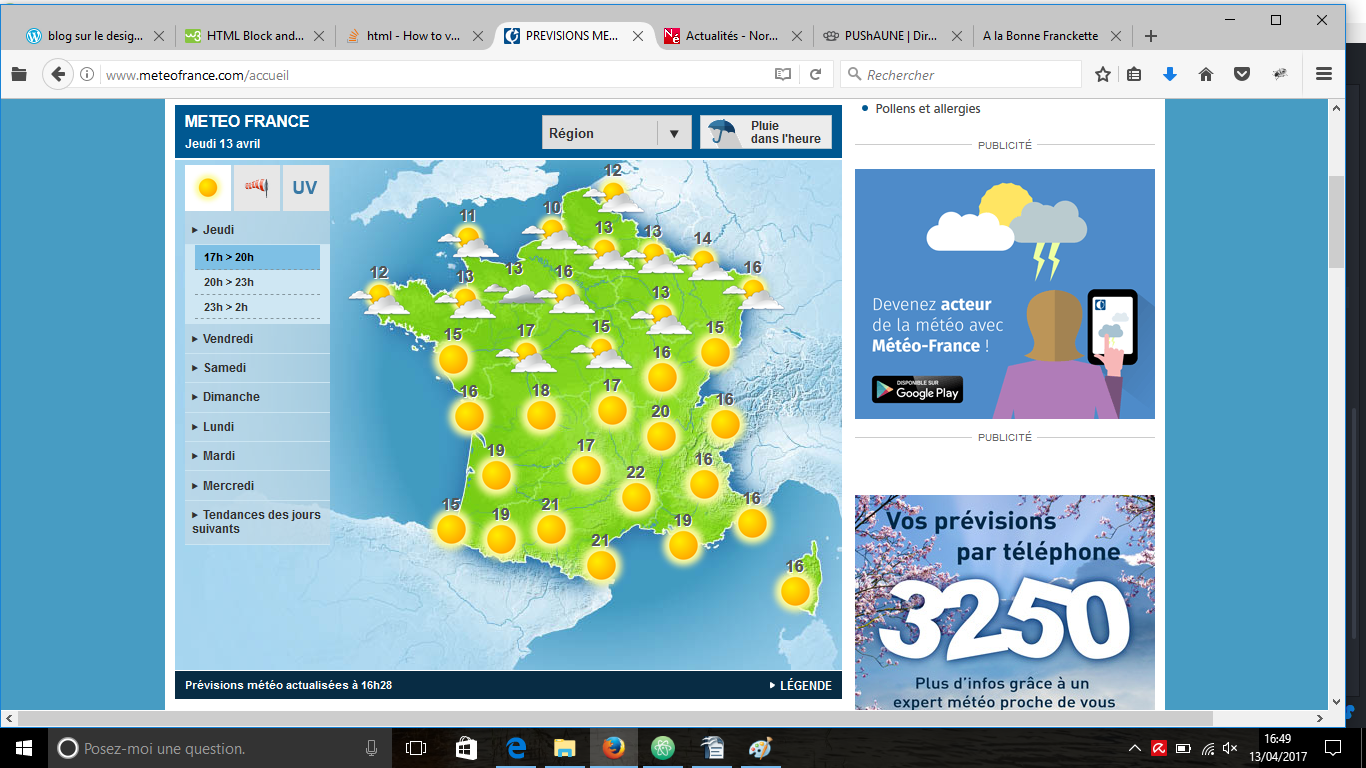 blog sur le desig...
HTML Block and...
html - How to v...
PREVISIONS ME...
Actualités - Nor...
PUShAUNE | Dir...
A la Bonne Franckette
www.meteofrance.com/accueil
Rechercher
METEO FRANCE
Jeudi 13 avril
Région
Pluie
dans l'heure
UV
Jeudi
17h > 20h
20h > 23h
23h > 2h
Vendredi
Samedi
Dimanche
Lundi
Mardi
Mercredi
Tendances des jours
suivants
12
11
10
13
13
14
12
13
13
16
13
16
15
17
15
16
15
16
18
17
20
16
19
17
22
16
15
19
21
21
19
16
16
Prévisions météo actualisées à 16h28
LÉGENDE
Pollens et allergies
PUBLICITÉ
Devenez acteur
de la météo avec
Météo-France !
DISPONIBLE SUR
Google Play
PUBLICITÉ
Vos prévisions
par téléphone
3250
Plus d'infos grâce à un
expert météo proche de vous
Posez-moi une question.
16:49
13/04/2017